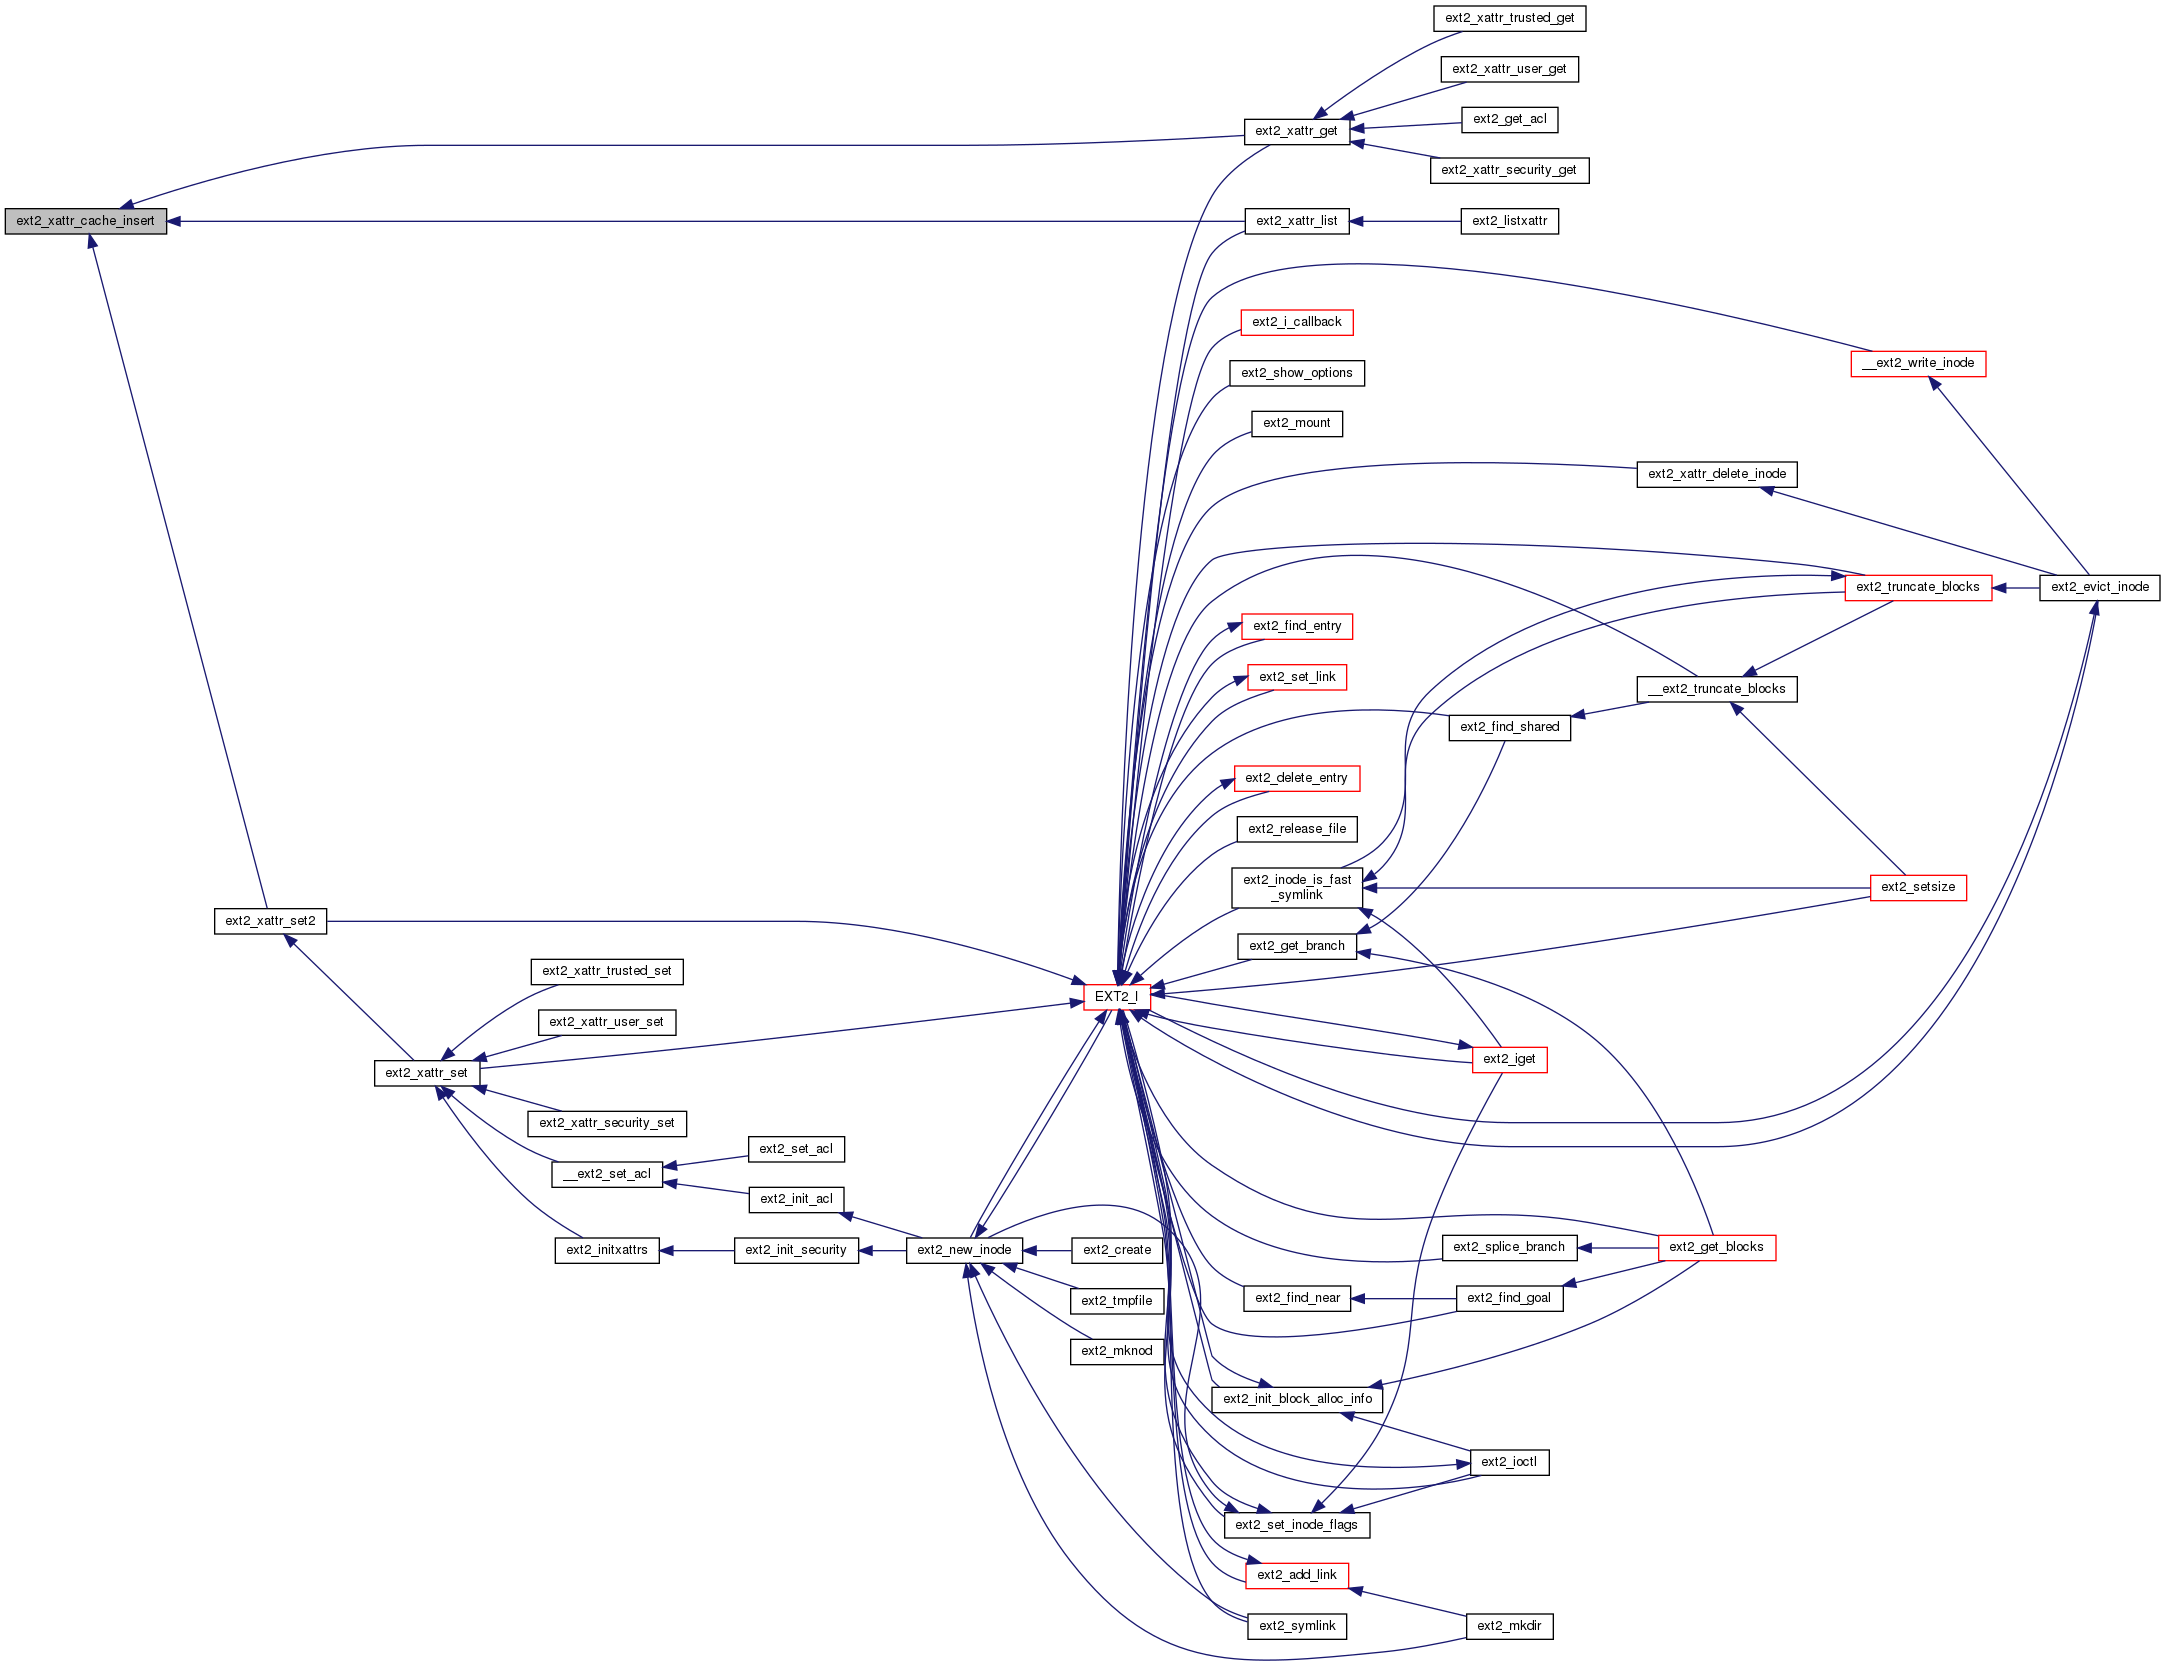 ext2_xattr_trusted_get
ext2_xattr_user_get
ext2_get_acl
ext2_xattr_get
ext2_xattr_security_get
ext2_xattr_cache_insert
ext2_xattr_list
ext2_listxattr
ext2_i_callback
__ext2_write_inode
ext2_show_options
ext2_mount
ext2_xattr_delete_inode
ext2_truncate_blocks
ext2_evict_inode
ext2_find_entry
ext2_set_link
__ext2_truncate_blocks
ext2_find_shared
ext2_delete_entry
ext2_release_file
ext2_inode_is_fast
_symlink
ext2_setsize
ext2_xattr_set2
ext2_get_branch
ext2_xattr_trusted_set
EXT2_I
ext2_xattr_user_set
ext2_iget
ext2_xattr_set
ext2_xattr_security_set
ext2_set_acl
__ext2_set_acl
ext2_init_acl
ext2_initxattrs
ext2_init_security
ext2_new_inode
ext2_create
ext2_splice_branch
ext2_get_blocks
ext2_tmpfile
ext2_find_near
ext2_find_goal
ext2_mknod
ext2_init_block_alloc_info
ext2_ioctl
ext2_set_inode_flags
ext2_add_link
ext2_symlink
ext2_mkdir